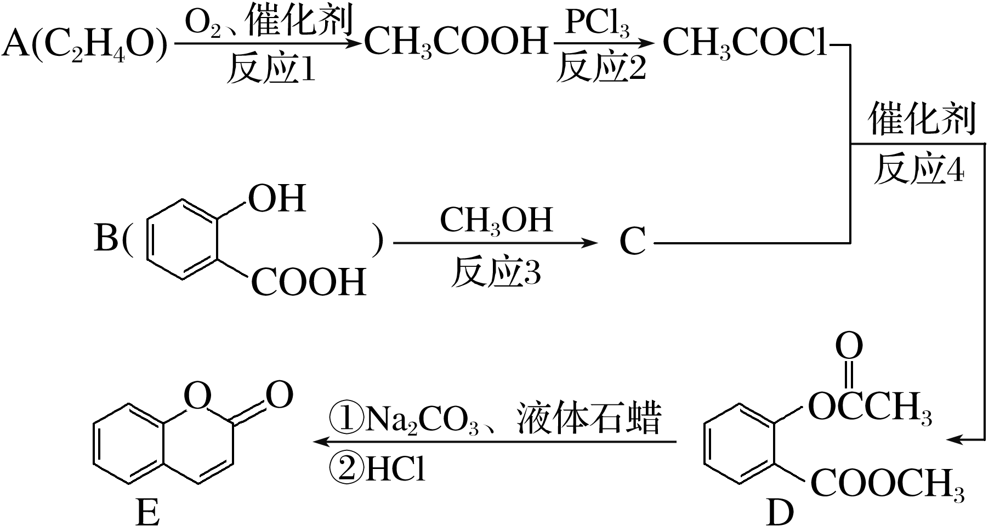 A(C₂H₄O) O₂、催化剂 反应1 CH₃COOH PCl₃ 反应2 CH₃COCl
催化剂
反应4
B( OH COOH ) CH₃OH 反应3 C
O
OCCH₃
COOCH₃
D
①Na₂CO₃、液体石蜡
②HCl
O O
E